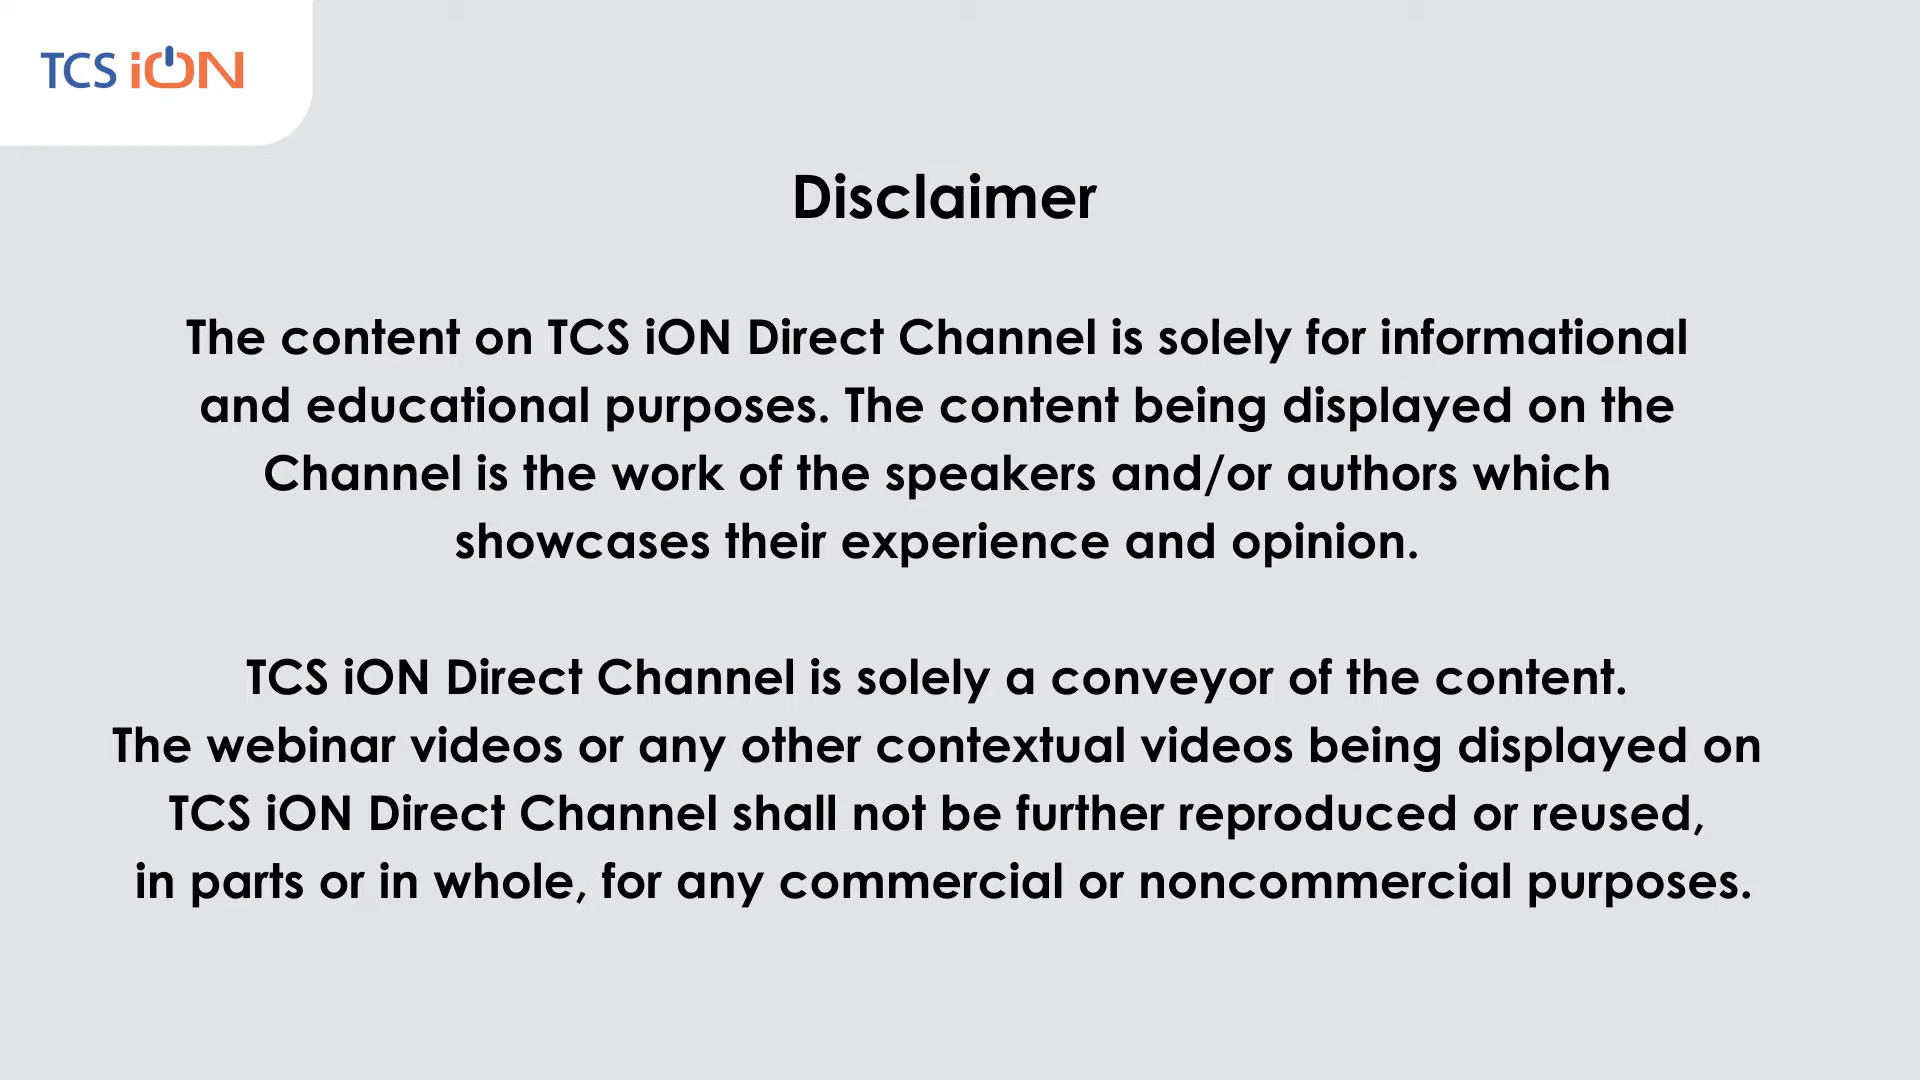 TCS iON
Disclaimer
The content on TCS iON Direct Channel is solely for informational
and educational purposes. The content being displayed on the
Channel is the work of the speakers and/or authors which
showcases their experience and opinion.
TCS iON Direct Channel is solely a conveyor of the content.
The webinar videos or any other contextual videos being displayed on
TCS iON Direct Channel shall not be further reproduced or reused,
in parts or in whole, for any commercial or noncommercial purposes.